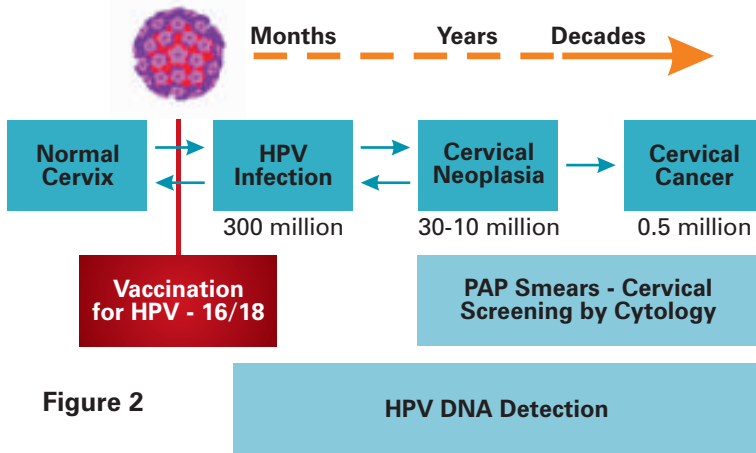 Months Years Decades
Normal
Cervix
HPV
Infection
Cervical
Neoplasia
Cervical
Cancer
300 million
30-10 million
0.5 million
Vaccination
for HPV - 16/18
PAP Smears - Cervical
Screening by Cytology
Figure 2
HPV DNA Detection